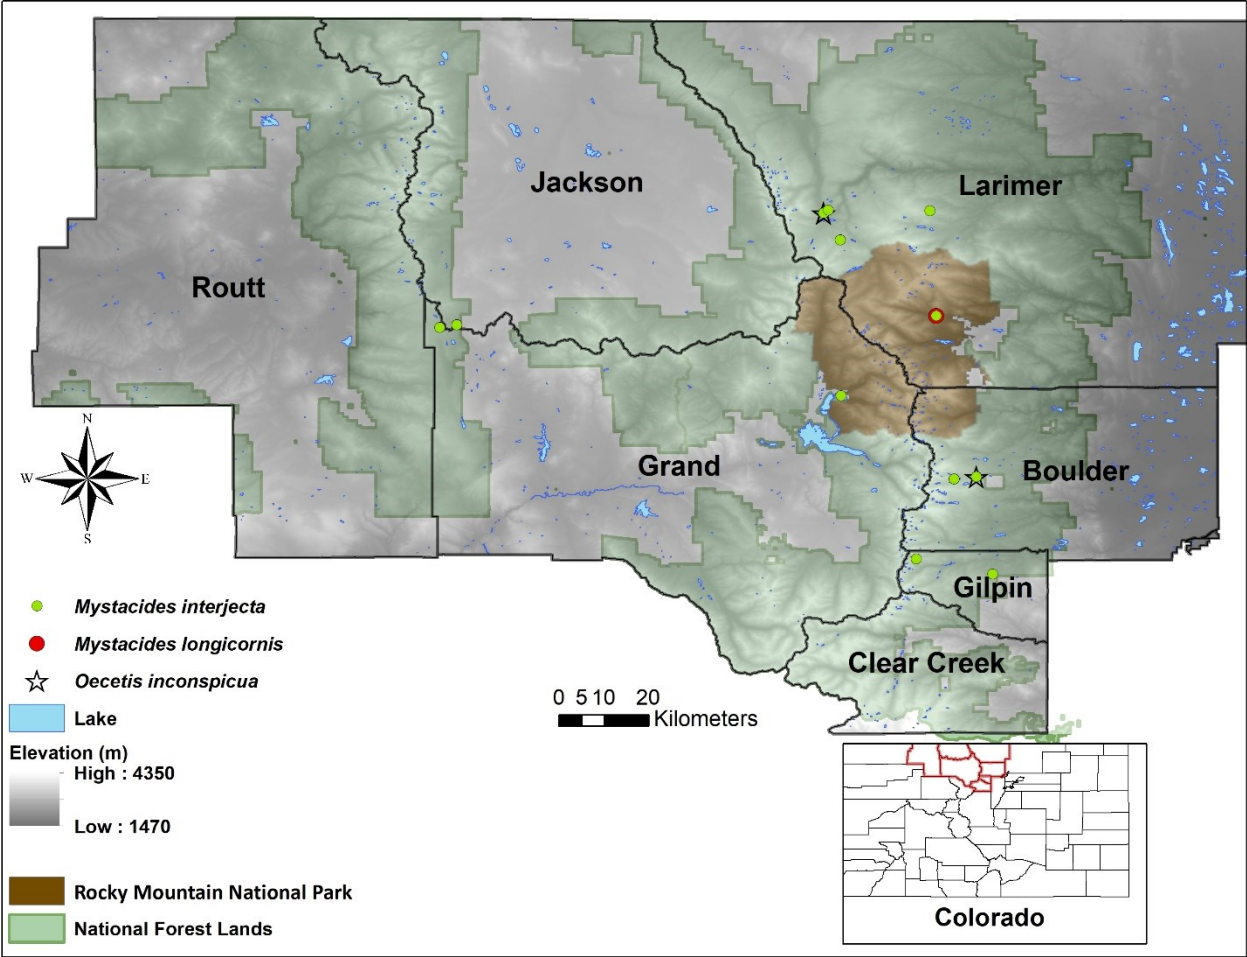 Jackson
Larimer
Routt
N
W
E
S
Grand
Boulder
Gilpin
Clear Creek
Mystacides interjecta
Mystacides longicornis
Oecetis inconspicua
Lake
Elevation (m)
High : 4350
Low : 1470
Rocky Mountain National Park
National Forest Lands
0 5 10 20
Kilometers
Colorado